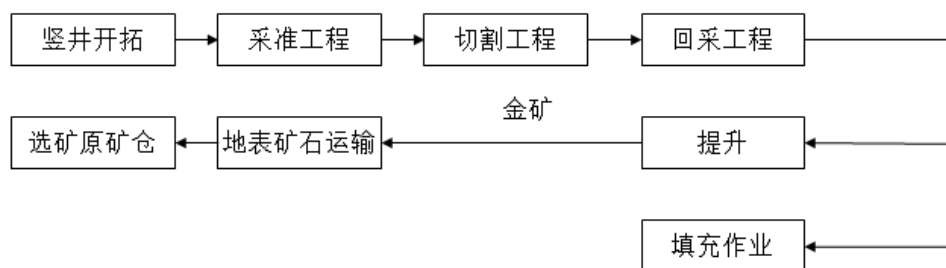 竖井开拓
采准工程
切割工程
回采工程
金矿
选矿原矿仓
地表矿石运输
提升
填充作业